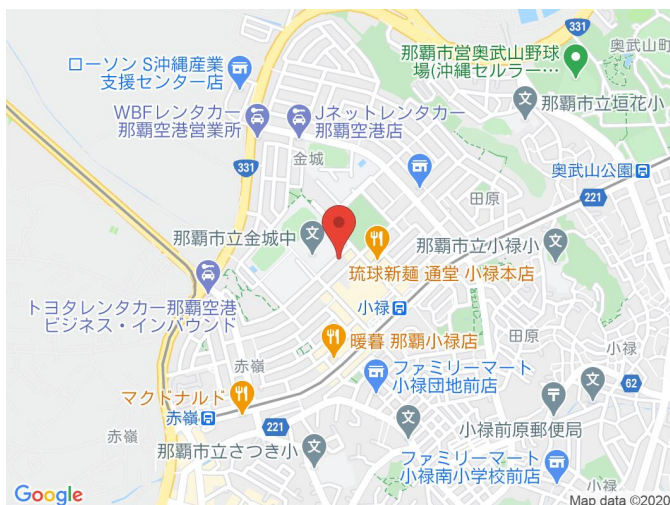 331
那覇市営奥武山野球
場(沖縄セルラー…
奥武山町
ローソン S沖縄産業
支援センター店
WBFレンタカー
那覇空港営業所
Jネットレンタカー
那覇空港店
那覇市立垣花小
金城
331
奥武山公園
田原
221
那覇市立金城中
那覇市立小禄小
琉球新麺 通堂 小禄本店
トヨタレンタカー那覇空港
ビジネス・インバウンド
小禄
田原
小禄
暖暮 那覇小禄店
赤嶺
ファミリーマート
小禄団地前店
62
マクドナルド
赤嶺
赤嶺
221
小禄前原郵便局
那覇市立さつき小
ファミリーマート
小禄南小学校前店
Google
Map data ©2020